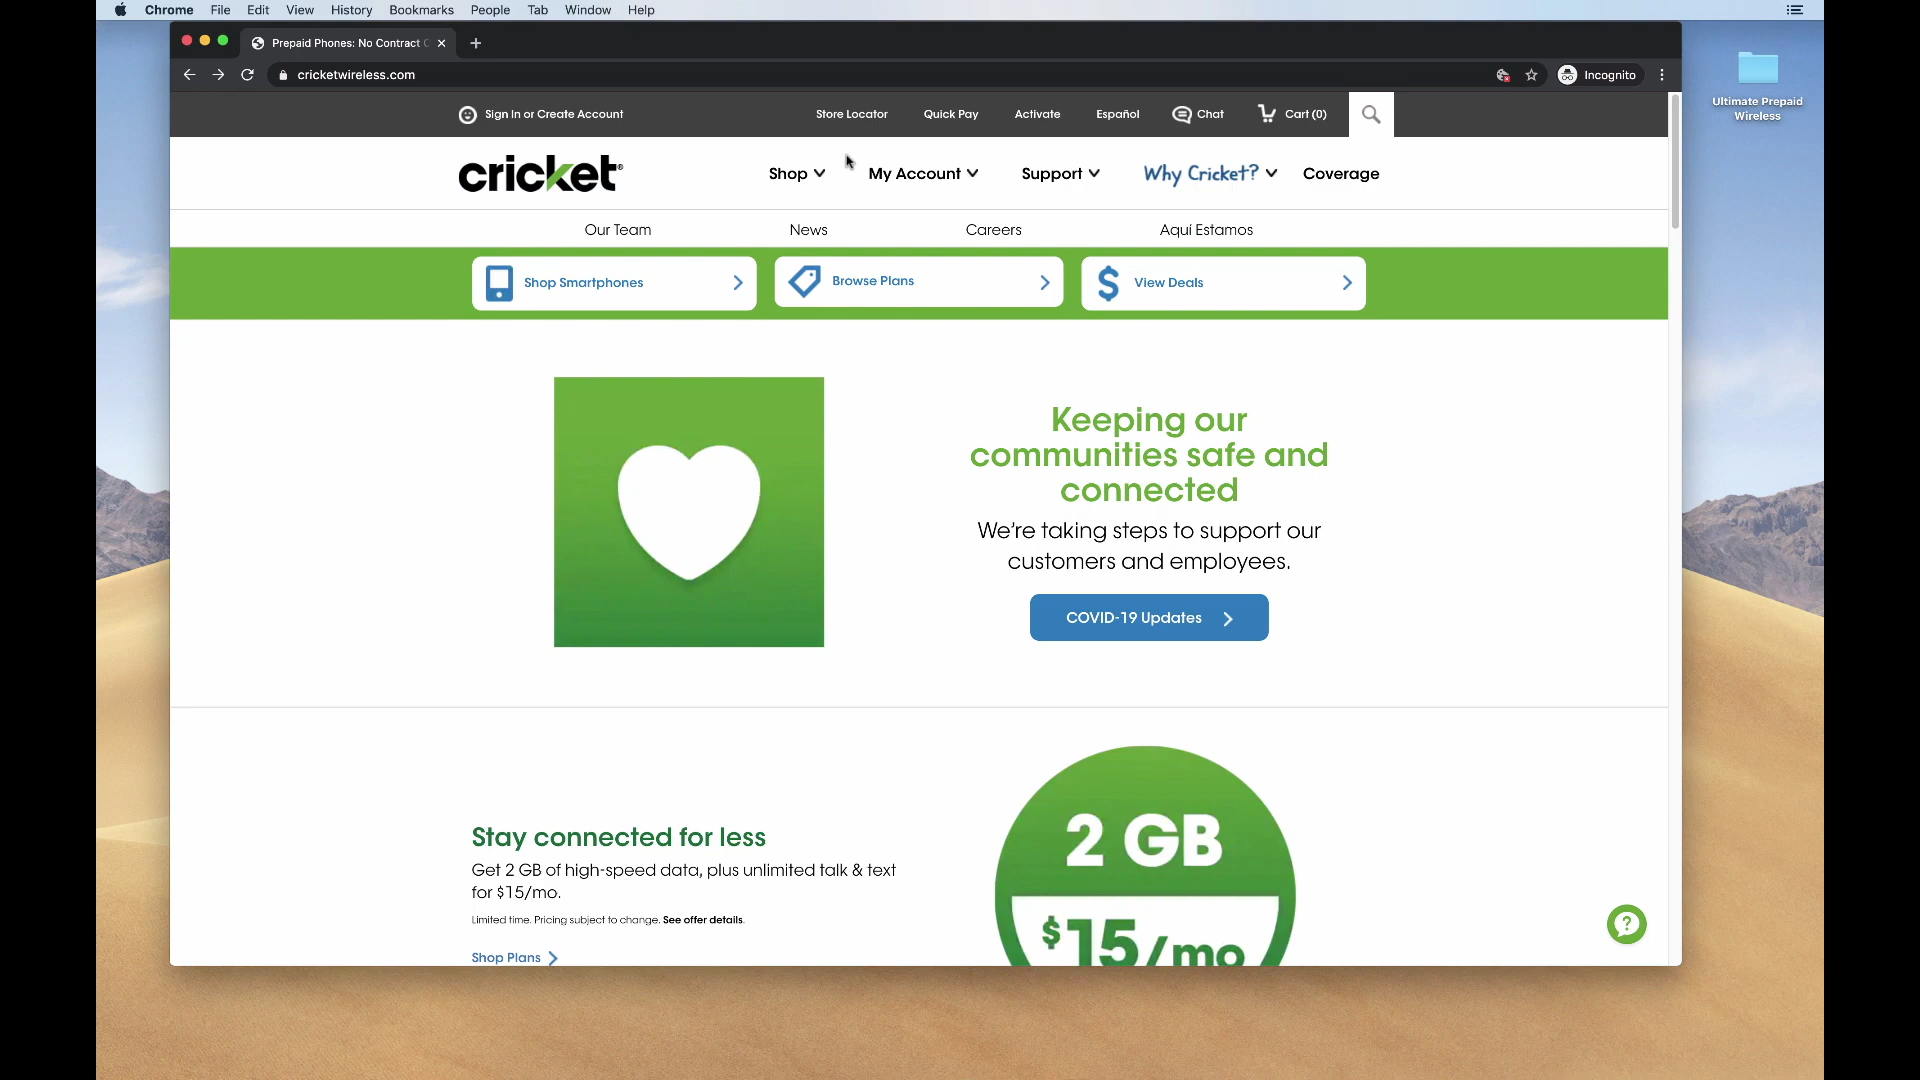 Chrome File Edit View History Bookmarks People Tab Window Help
Prepaid Phones: No Contract
cricketwireless.com
Incognito
Ultimate Prepaid
Wireless
Sign In or Create Account
Store Locator Quick Pay Activate Español Chat Cart (0)
cricket®
Shop My Account Support Why Cricket? Coverage
Our Team News Careers Aquí Estamos
Shop Smartphones Browse Plans View Deals
Keeping our
communities safe and
connected
We're taking steps to support our
customers and employees.
COVID-19 Updates
Stay connected for less
Get 2 GB of high-speed data, plus unlimited talk & text
for $15/mo.
Limited time. Pricing subject to change. See offer details.
Shop Plans
2 GB
$15/mo